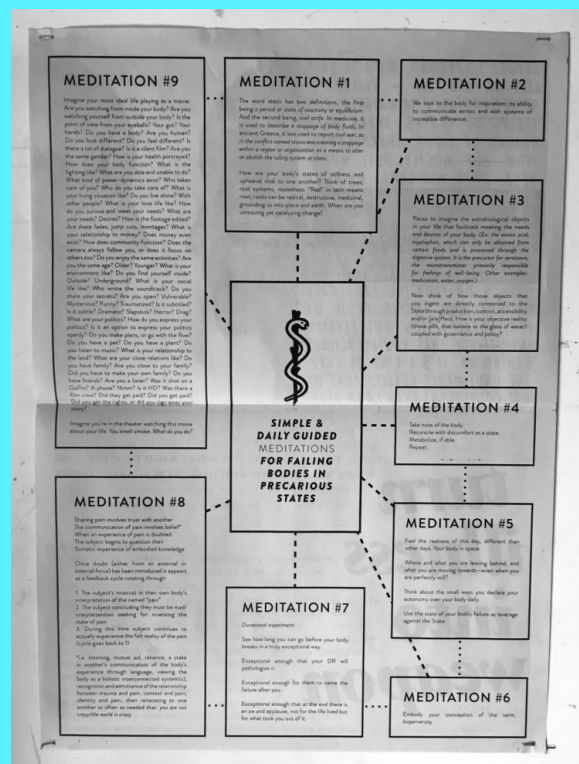 MEDITATION #9
Imagine your most ideal life playing as a movie.
Are you watching from inside your body? Are you
watching yourself from outside your body? Is the
point of view from your eyeballs? Your gut? Your
hands? Do you have a body? Are you human?
Do you look different? Do you feel different? Is
there a lot of dialogue? Is it a silent film? Are you
the same gender? How is your health portrayed?
How does your body function? What is the
lighting like? What are you able and unable to do?
What kind of power-dynamics exist? Who takes
care of you? Who do you take care of? What is
your living situation like? Do you live alone? With
other people? What is your love life like? How
do you survive and meet your needs? What are
your needs? Desires? How is the footage edited?
Are there fades, jump cuts, montages? What is
your relationship to money? Does money even
exist? How does community function? Does the
camera always follow you, or does it focus on
others too? Do you enjoy the same activities? Are
you the same age? Older? Younger? What is your
environment like? Do you find yourself inside?
Outside? Underground? What is your social
life like? Who wrote the soundtrack? Do you
share your secrets? Are you open? Vulnerable?
Mysterious? Funny? Traumatized? Is it subtitled?
Is it subtle? Dramatic? Slapstick? Horror? Drag?
What are your politics? How do you express your
politics? Is it an option to express your politics
openly? Do you make plans, or go with the flow?
Do you have a pet? Do you have a plant? Do
you listen to music? What is your relationship to
the land? What are your close relations like? Do
you have family? Are you close to your family?
Did you have to make your own family? Do you
have friends? Are you a loner? Was it shot on a
GoPro? A phone? 16mm? Is it HD? Was there a
film crew? Did they get paid? Did you get paid?
Did you get the rights, or did you sign away your
story?
Imagine you're in the theater watching this movie
about your life. You smell smoke. What do you do?
MEDITATION #1
The word stasis has two definitions, the first
being a period or state of inactivity or equilibrium.
And the second being, civil strife. In medicine, it
is used to describe a stoppage of body fluids. In
ancient Greece, it was used to report civil war, as
in the conflict named stasis was creating a stoppage
within a region or organization as a means to alter
or abolish the ruling system or class.
How are your body's states of stillness and
upheaval vital to one another? Think of trees;
root systems; rootedness. "Rad" in latin means
root; roots can be radical, destructive, medicinal,
grounding us into place and earth. When are you
unmoving yet catalyzing change?
MEDITATION #2
We look to the body for inspiration; its ability
to communicate across and with systems of
incredible difference.
MEDITATION #3
Pause to imagine the extrabiological objects
in your life that facilitate meeting the needs
and desires of your body. (Ex: the amino acid,
tryptophan, which can only be obtained from
certain foods and is processed through the
digestive system. It is the precursor for serotonin,
the neurotransmitter primarily responsible
for feelings of well-being. Other examples:
medication, water, oxygen.)
Now think of how those objects that
you ingest are directly connected to the
State through production, control, accessibility
and/or [a/e]ffect. How is your objective reality
(those pills, that banana or the glass of water)
coupled with governance and policy?
SIMPLE &
DAILY GUIDED
MEDITATIONS
FOR FAILING
BODIES IN
PRECARIOUS
STATES
MEDITATION #4
Take note of the body.
Reconcile with discomfort as a state.
Metabolize, if able.
Repeat.
MEDITATION #5
Feel the realness of this day, different than
other days. Your body in space.
Where and what you are leaving behind, and
what you are moving towards—even when you
are perfectly still?
Think about the small ways you declare your
autonomy over your body daily.
Use the state of your bodily failure as leverage
against the State.
MEDITATION #6
Embody your conception of the term,
bioperversity.
MEDITATION #7
Durational experiment:
See how long you can go before your body
breaks in a truly exceptional way.
Exceptional enough that your DR will
pathologize it.
Exceptional enough for them to name the
failure after you.
Exceptional enough that at the end there is
an awe and applause, not for the life lived but
for what took you out of it.
MEDITATION #8
Sharing pain involves trust with another
The communication of pain involves belief*
When an experience of pain is doubted
The subject begins to question their
Somatic experience of embodied knowledge
Once doubt (either from an external or
internal force) has been introduced it appears
as a feedback cycle rotating through:
1. The subject's mistrust in their own body's
interpretation of the named "pain"
2. The subject concluding they must be mad/
crazy/attention seeking for inventing the
state of pain
3. During this time subject continues to
actually experience the felt reality of the pain
(cycle goes back to 1)
*i.e. listening, mutual aid, reliance, a stake
in another's communication of the body's
experience through language, viewing the
body as a holistic interconnected system(s),
recognition and admittance of the relationship
between trauma and pain, context and pain,
identity and pain, then reiterating to one
another as often as needed that: you are not
crazy/the world is crazy.